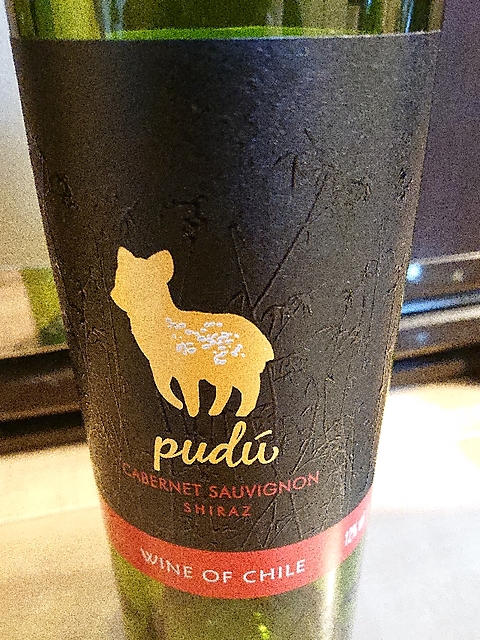 pudú
CABERNET SAUVIGNON
SHIRAZ
WINE OF CHILE